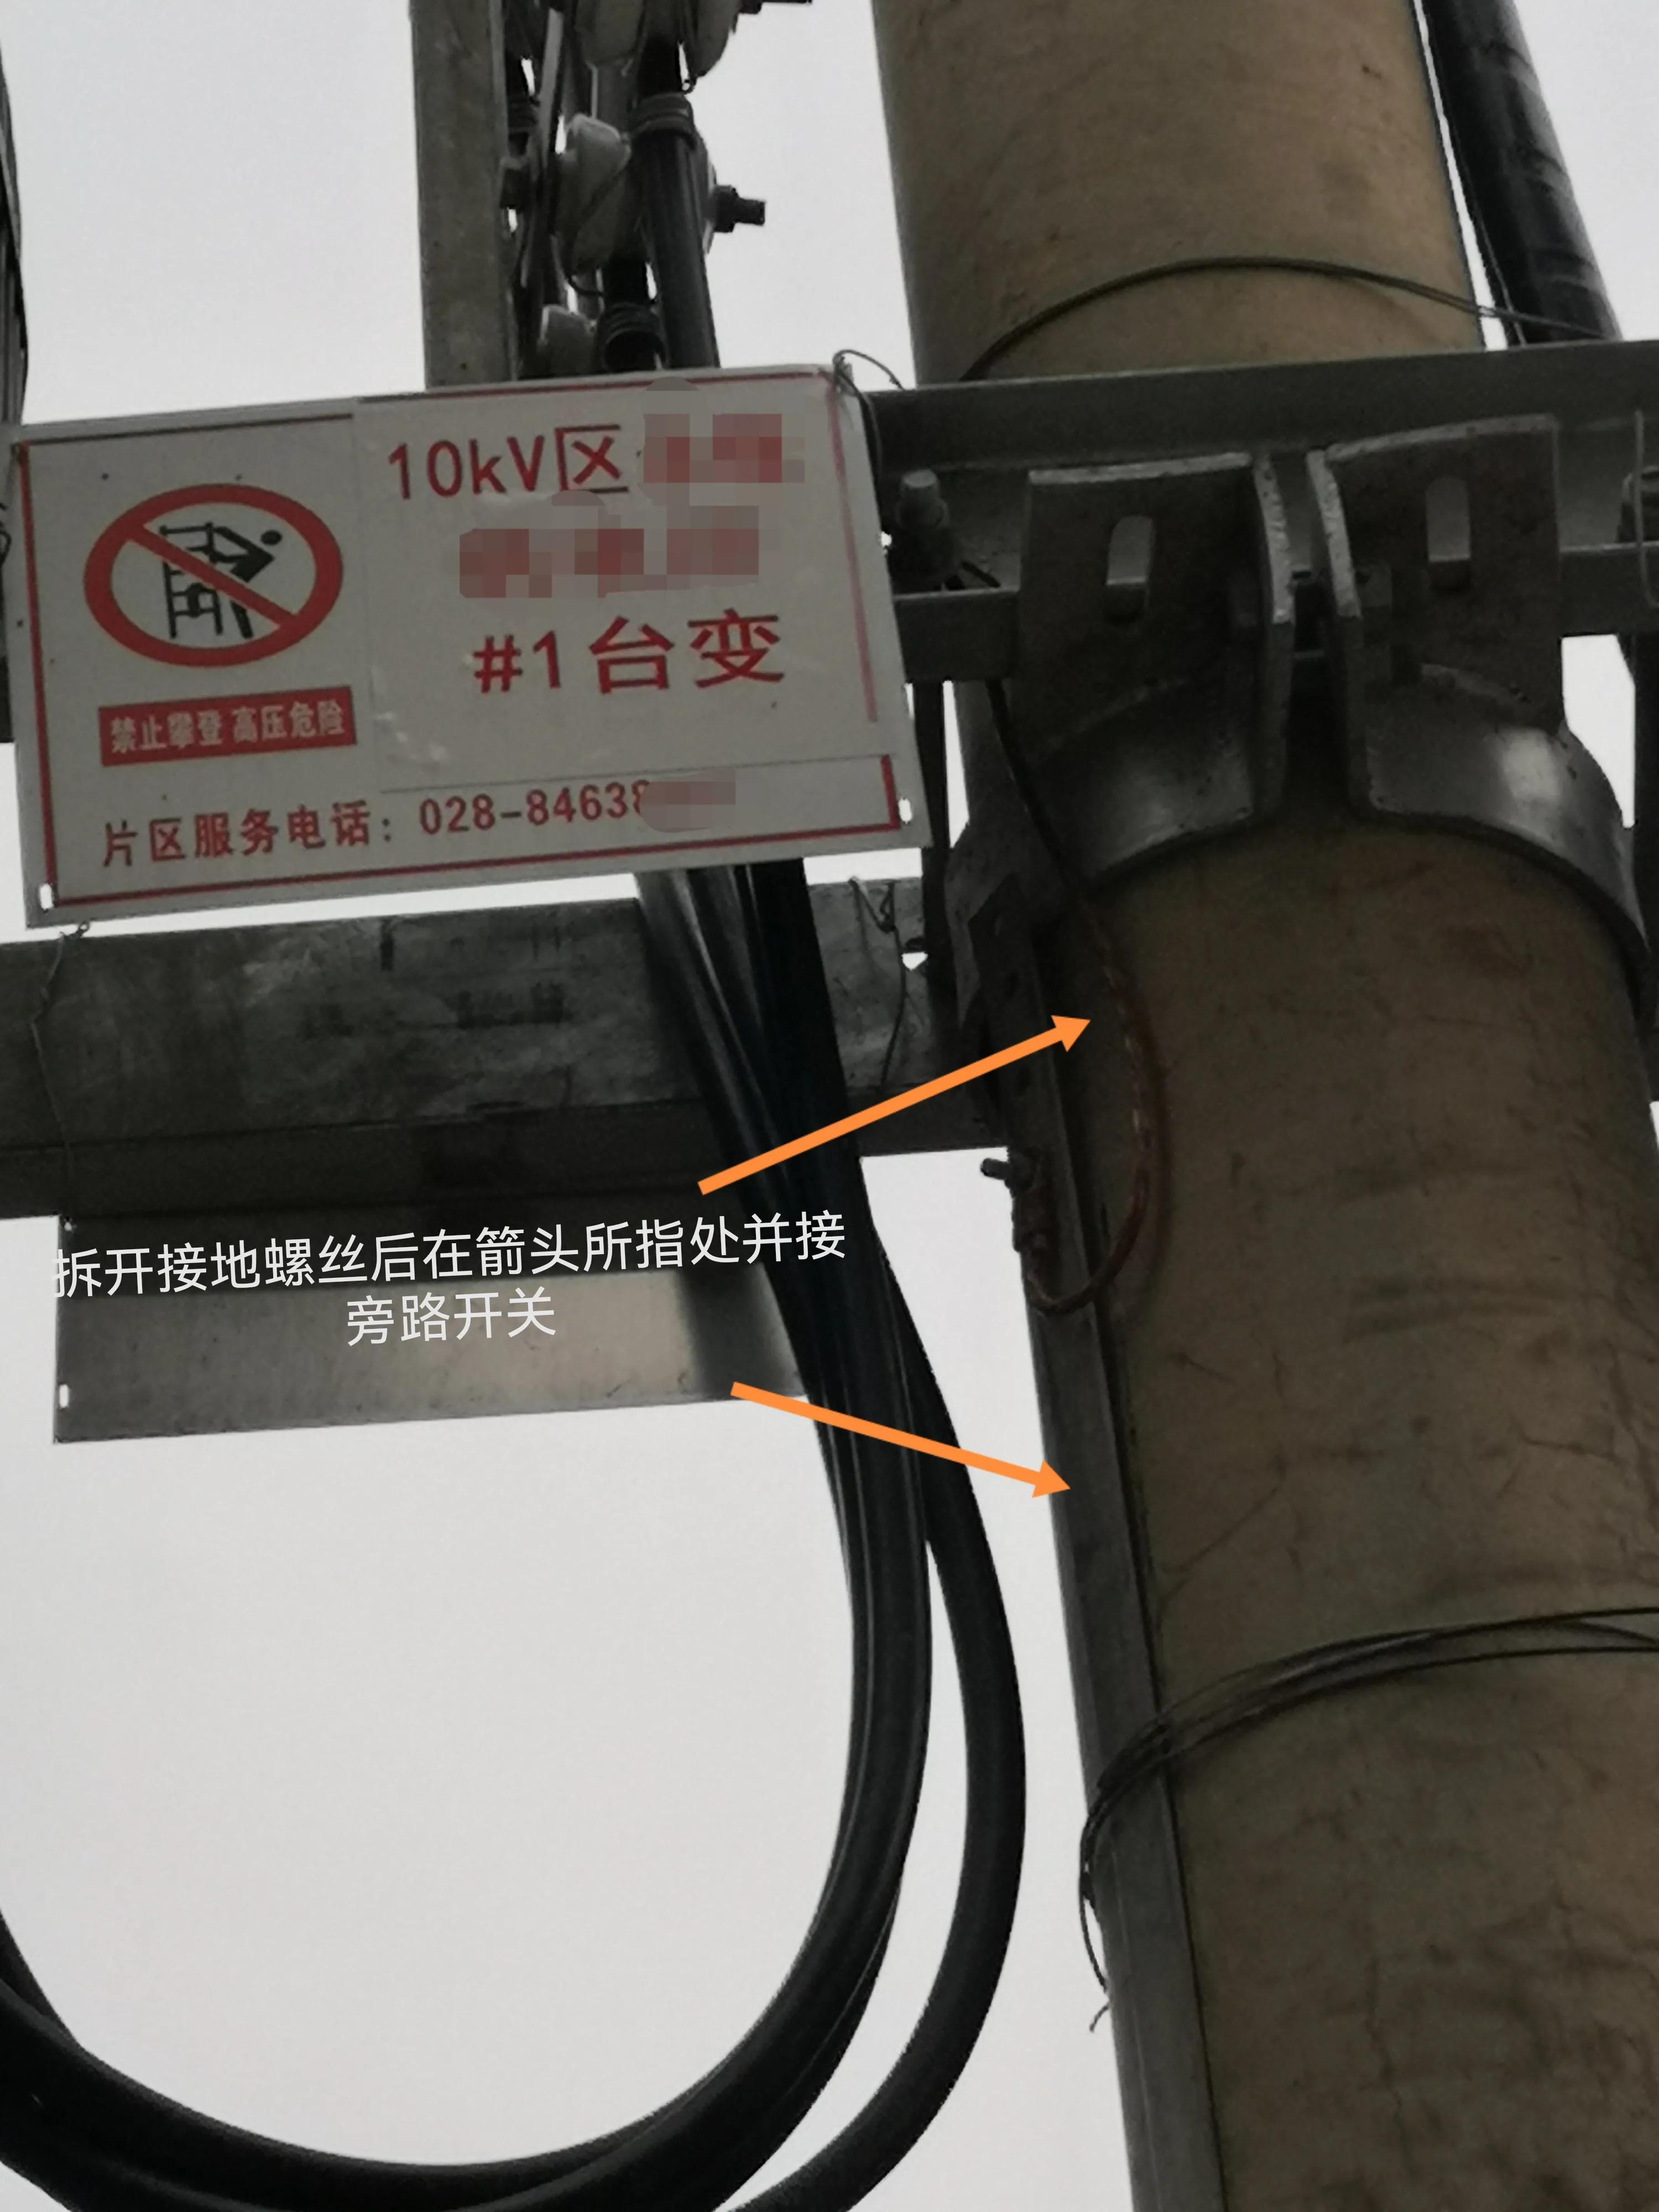 10kV区
#1台变
禁止攀登 高压危险
片区服务电话：028-84638
拆开接地螺丝后在箭头所指处并接
旁路开关